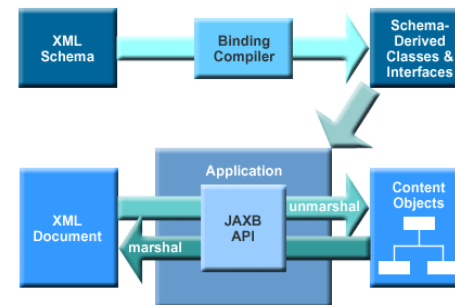 XML
Schema
Binding
Compiler
Schema-
Derived
Classes &
Interfaces
Application
XML
Document
JAXB
API
unmarshal
marshal
Content
Objects